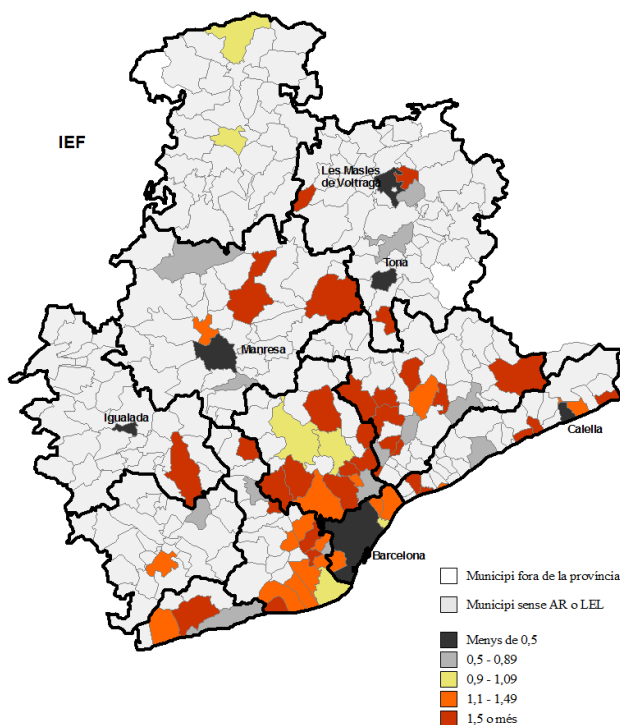 IEF
Les Masies
de Voltragà
Tona
Manresa
Igualada
Calella
Barcelona
Municipi fora de la província
Municipi sense AR o LEL
Menys de 0,5
0,5 - 0,89
0,9 - 1,09
1,1 - 1,49
1,5 o més